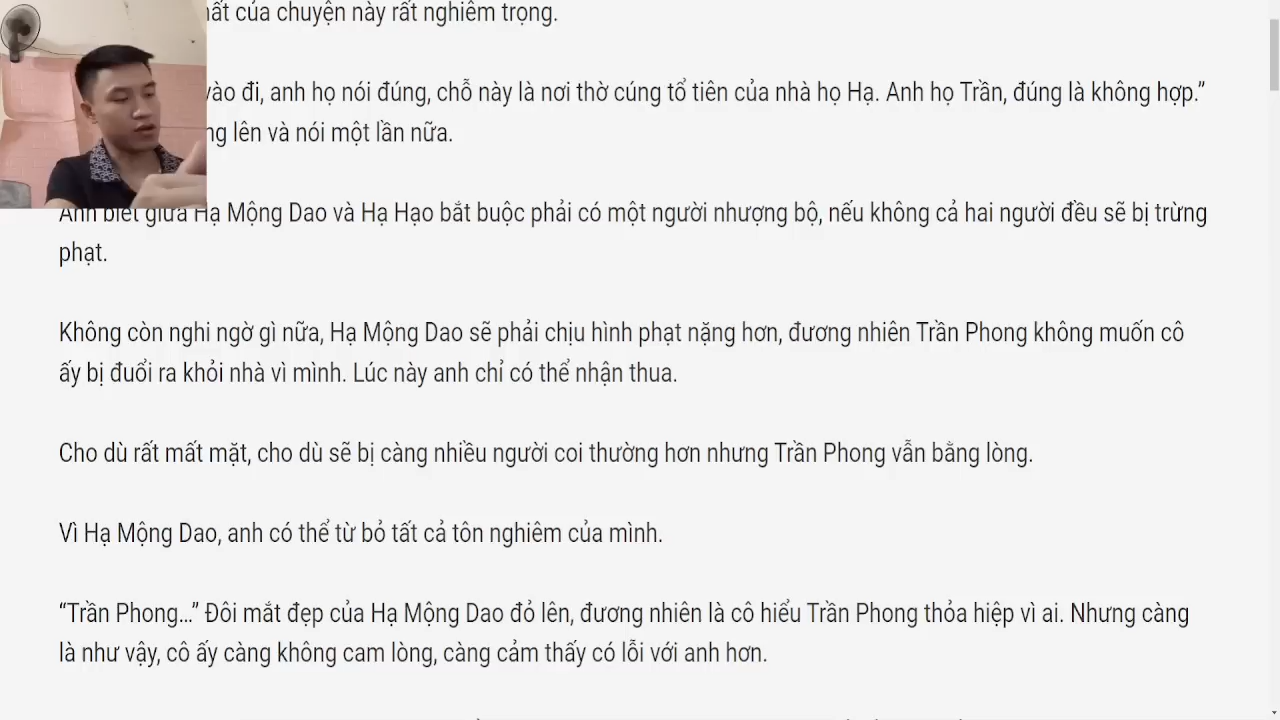 của chuyện này rất nghiêm trọng.
vào đi, anh họ nói đúng, chỗ này là nơi thờ cúng tổ tiên của nhà họ Hạ. Anh họ Trần, đúng là không hợp.”
lên và nói một lần nữa.
Anh biết giữa Hạ Mộng Dao và Hạ Hạo bắt buộc phải có một người nhượng bộ, nếu không cả hai người đều sẽ bị trừng
phạt.
Không còn nghi ngờ gì nữa, Hạ Mộng Dao sẽ phải chịu hình phạt nặng hơn, đương nhiên Trần Phong không muốn cô
ấy bị đuổi ra khỏi nhà vì mình. Lúc này anh chỉ có thể nhận thua.
Cho dù rất mất mặt, cho dù sẽ bị càng nhiều người coi thường hơn nhưng Trần Phong vẫn bằng lòng.
Vì Hạ Mộng Dao, anh có thể từ bỏ tất cả tôn nghiêm của mình.
“Trần Phong…” Đôi mắt đẹp của Hạ Mộng Dao đỏ lên, đương nhiên là cô hiểu Trần Phong thỏa hiệp vì ai. Nhưng càng
là như vậy, cô ấy càng không cam lòng, càng cảm thấy có lỗi với anh hơn.